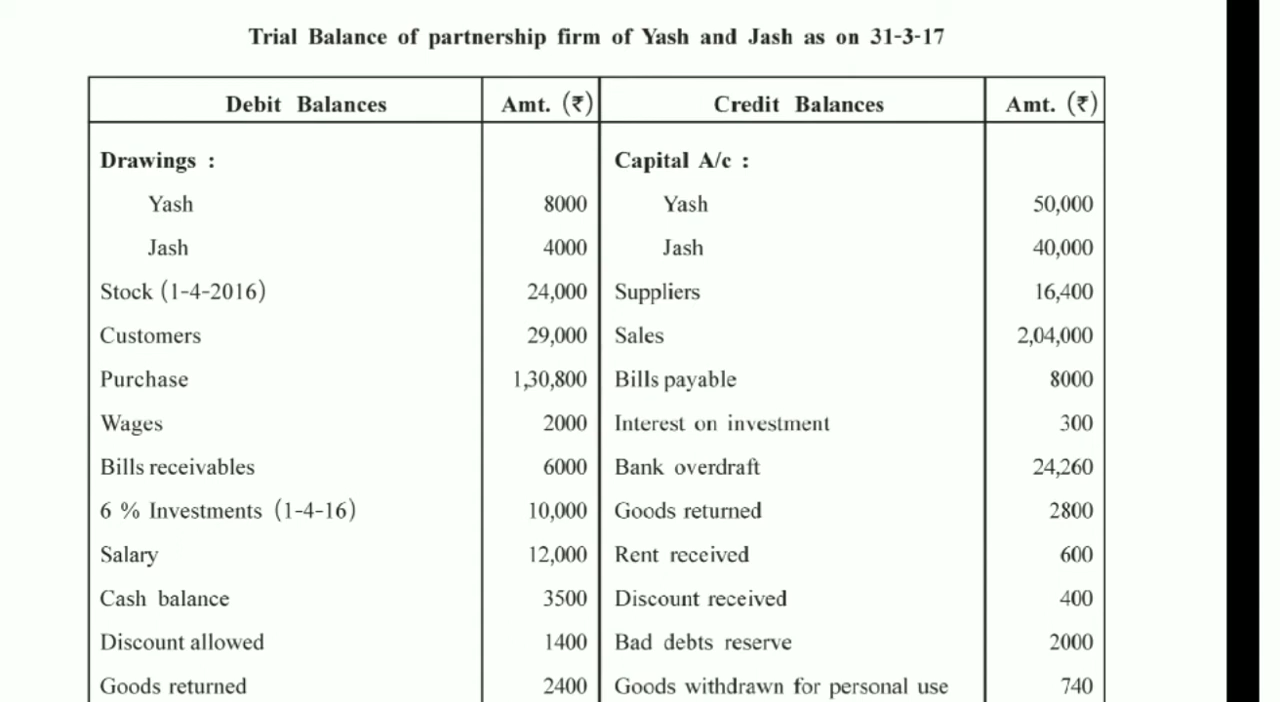 Trial Balance of partnership firm of Yash and Jash as on 31-3-17
Debit Balances Amt. (₹) Credit Balances Amt. (₹)
Drawings : Capital A/c :
Yash 8000 Yash 50,000
Jash 4000 Jash 40,000
Stock (1-4-2016) 24,000 Suppliers 16,400
Customers 29,000 Sales 2,04,000
Purchase 1,30,800 Bills payable 8000
Wages 2000 Interest on investment 300
Bills receivables 6000 Bank overdraft 24,260
6 % Investments (1-4-16) 10,000 Goods returned 2800
Salary 12,000 Rent received 600
Cash balance 3500 Discount received 400
Discount allowed 1400 Bad debts reserve 2000
Goods returned 2400 Goods withdrawn for personal use 740